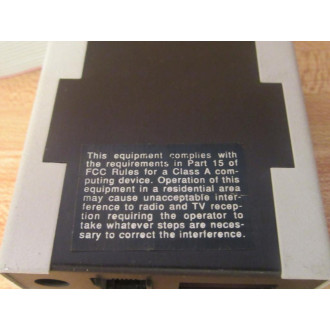 This equipment complies with
the requirements in Part 15 of
FCC Rules for a Class A com-
puting device. Operation of this
equipment in a residential area
may cause unacceptable inter-
ference to radio and TV recep-
tion requiring the operator to
take whatever steps are neces-
sary to correct the interference.